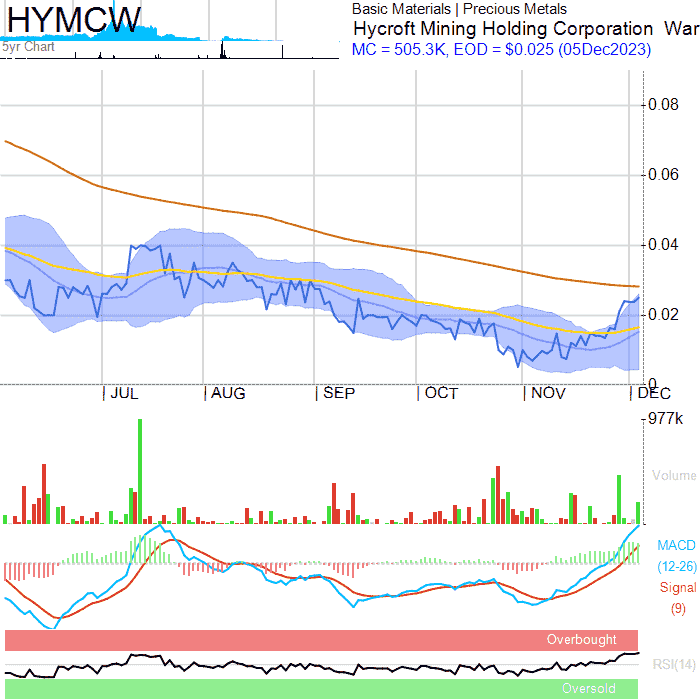 HYMCW
5yr Chart
Basic Materials | Precious Metals
Hycroft Mining Holding Corporation War
MC = 505.3K, EOD = $0.025 (05Dec2023)
0.08
0.06
0.04
0.02
0
JUL AUG SEP OCT NOV DEC
977k
Volume
MACD
(12-26)
Signal
(9)
Overbought
RSI(14)
Oversold